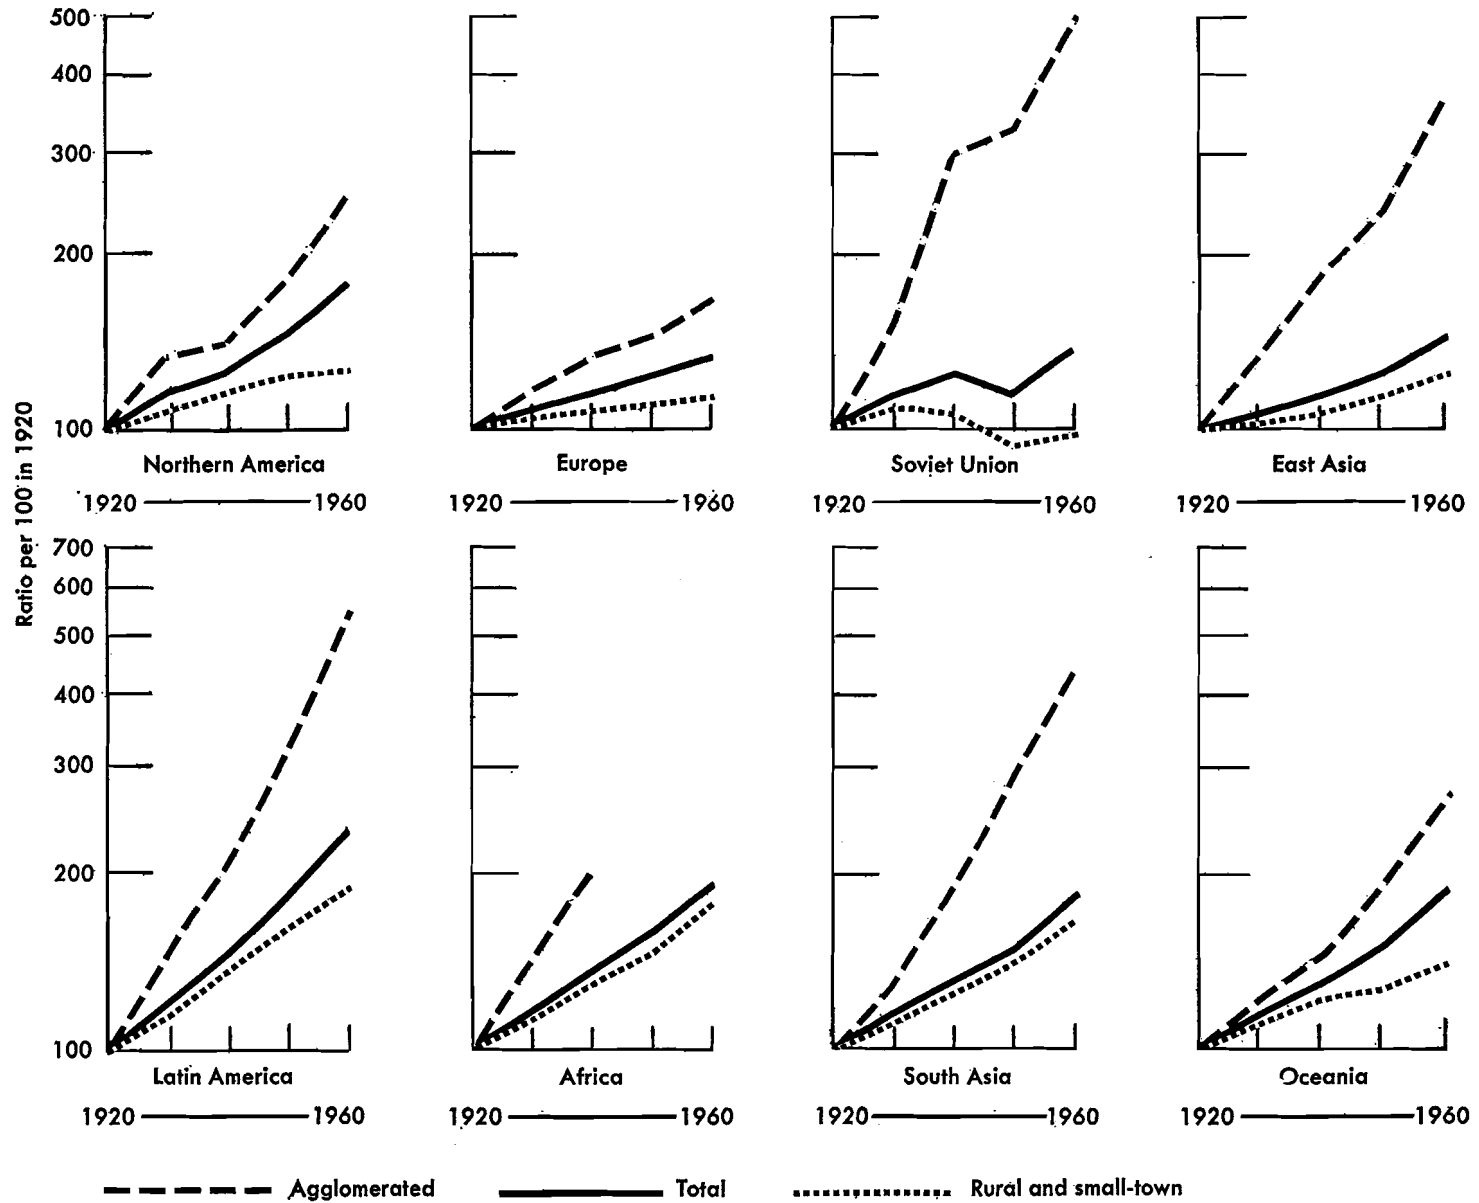 Ratio per 100 in 1920
500
400
300
200
100
Northern America
Europe
Soviet Union
East Asia
1920 1960
1920 1960
1920 1960
1920 1960
700
600
500
400
300
200
100
Latin America
Africa
South Asia
Oceania
1920 1960
1920 1960
1920 1960
1920 1960
Agglomerated
Total
Rural and small-town